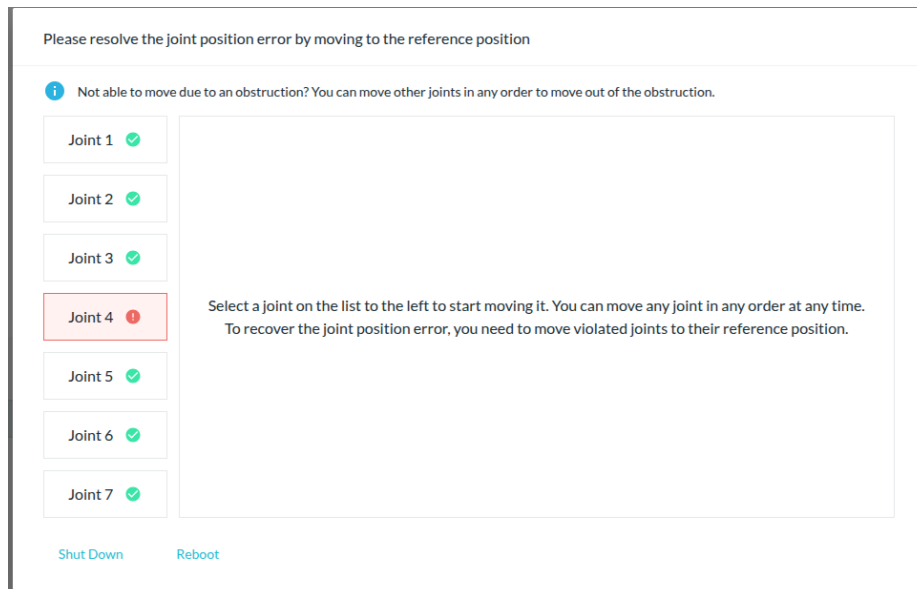 Please resolve the joint position error by moving to the reference position
Not able to move due to an obstruction? You can move other joints in any order to move out of the obstruction.
Joint 1
Joint 2
Joint 3
Joint 4
Joint 5
Joint 6
Joint 7
Select a joint on the list to the left to start moving it. You can move any joint in any order at any time.
To recover the joint position error, you need to move violated joints to their reference position.
Shut Down
Reboot